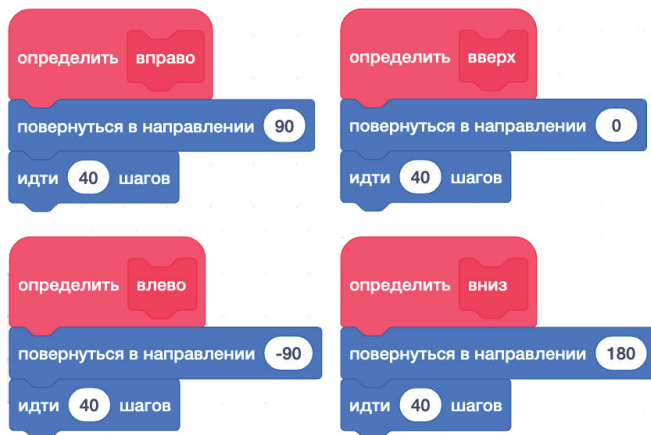 определить вправо
повернуться в направлении 90
идти 40 шагов
определить вверх
повернуться в направлении 0
идти 40 шагов
определить влево
повернуться в направлении -90
идти 40 шагов
определить вниз
повернуться в направлении 180
идти 40 шагов